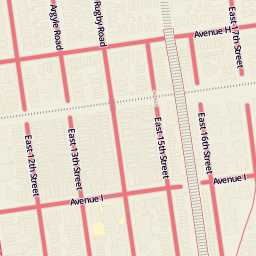 Argyle Road
Rugby Road
Avenue H
East 17th Street
East 12th Street
East 13th Street
East 15th Street
East 16th Street
Avenue I
Avenue I